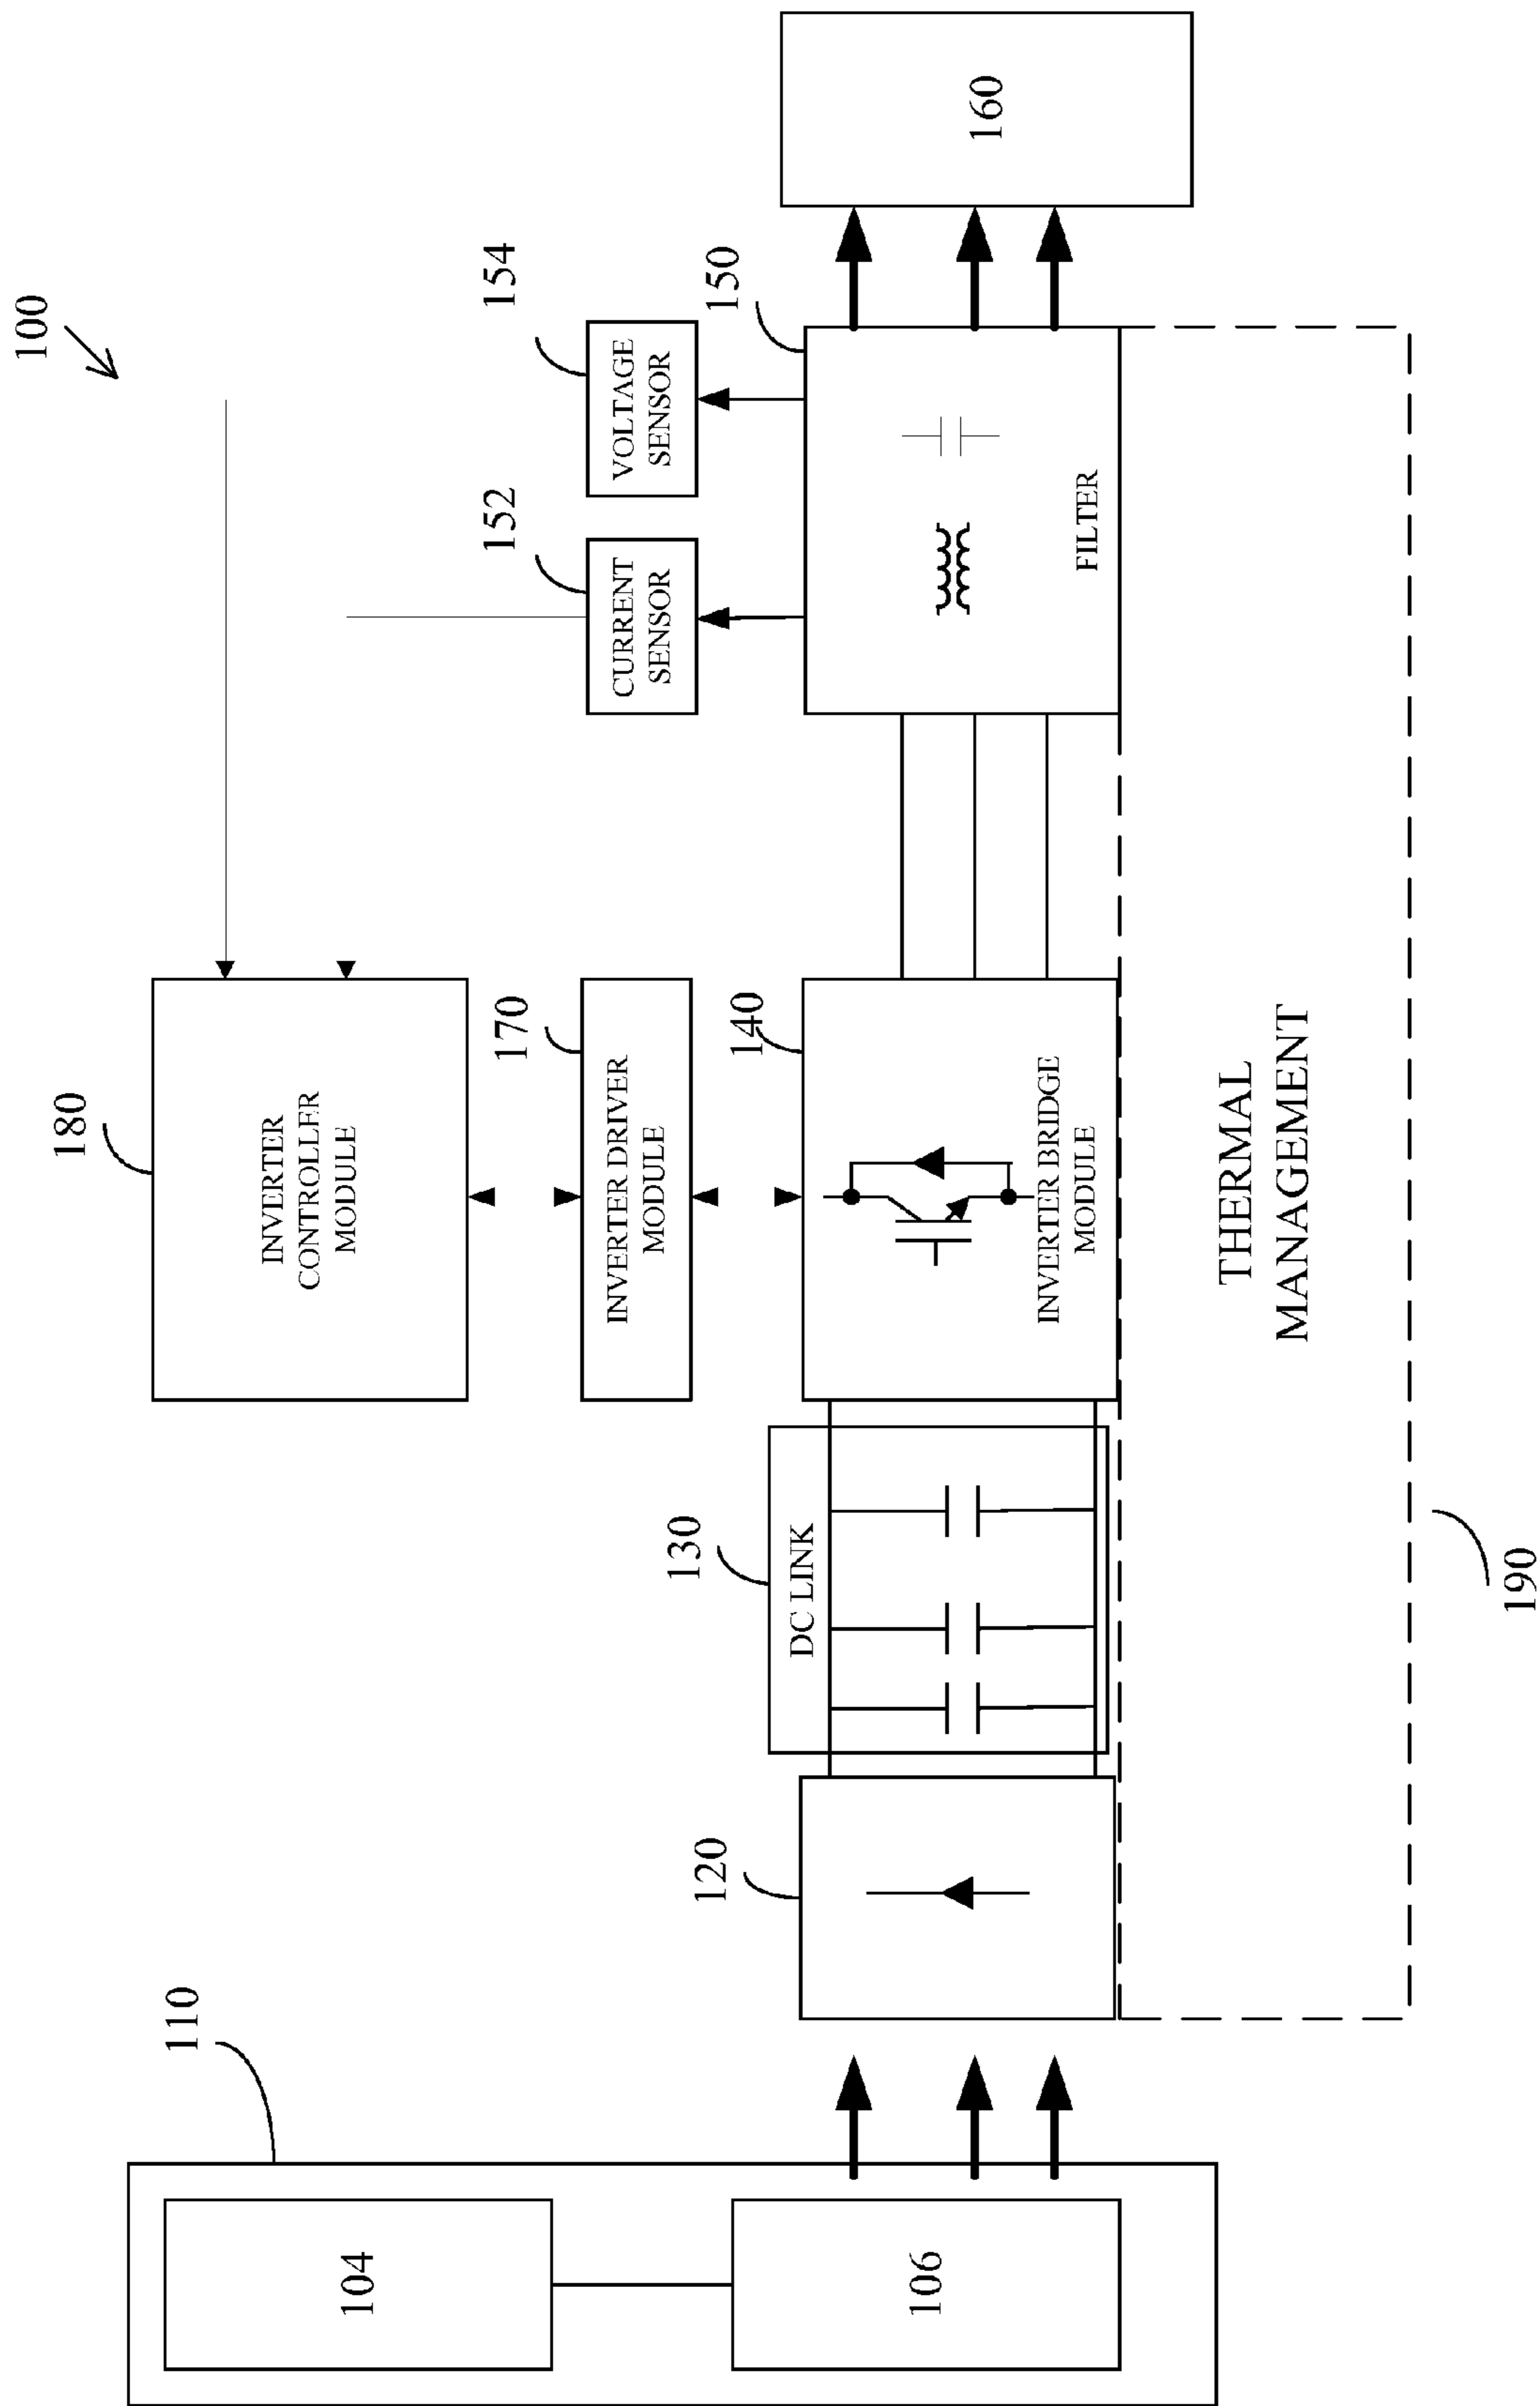 100
180
INVERTER
CONTROLLER
MODULE
110
104
106
170
INVERTER DRIVER
MODULE
152
CURRENT
SENSOR
154
VOLTAGE
SENSOR
120
130
DC LINK
140
INVERTER BRIDGE
MODULE
150
FILTER
160
THERMAL
MANAGEMENT
190